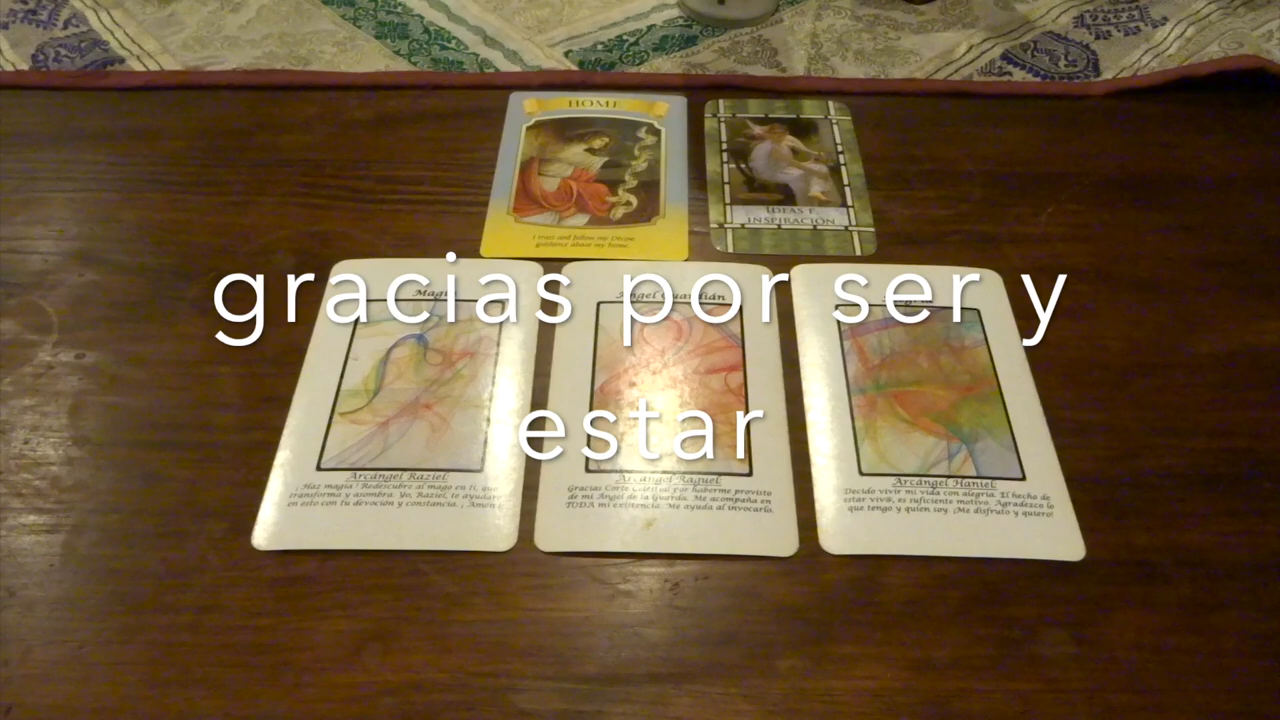 HOME
I trust and follow my Divine
guidance about my home.
IDEAS E
INSPIRACIÓN
gracias por ser y
estar
Ángel Guardián
Arcángel Raziel:
¡Haz magia! Redescubre al mago en ti, que
transforma y asombra. Yo, Raziel, te ayudaré
en esto con tu devoción y constancia.
Arcángel Raguel:
Gracias Corte Celestial por haberme provisto
de mi Ángel de la Guarda. Me acompaña en
TODA mi existencia. Me ayuda al invocarlo.
Arcángel Haniel:
Decido vivir mi vida con alegría. El hecho de
estar viv@, es suficiente motivo. Agradezco lo
que tengo y quien soy. ¡Me disfruto y quiero!